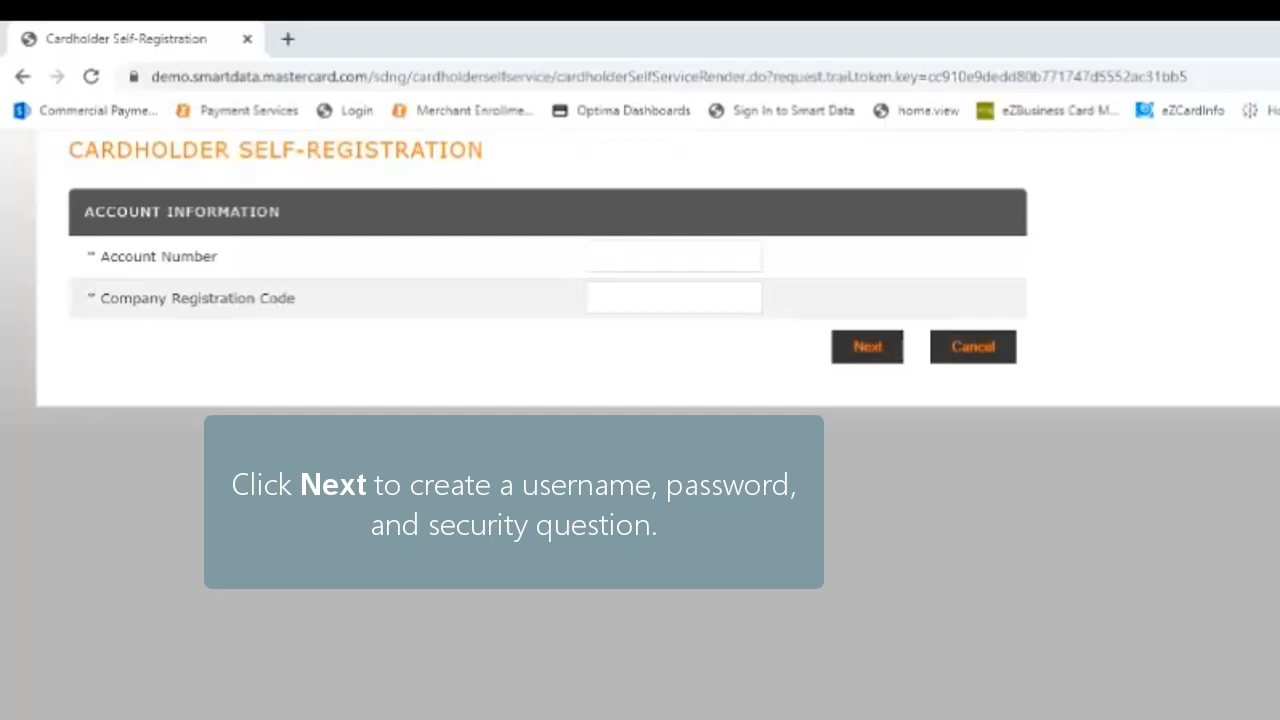 Cardholder Self-Registration
demo.smartdata.mastercard.com/sdng/cardholderselfservice/cardholderSelfServiceRender.do?request.trail.token.key=cc910e9dedd80b771747d5552ac31bb5
Commercial Payme... Payment Services Login Merchant Enrollme... Optima Dashboards Sign In to Smart Data home.view eZBusiness Card M... eZCardInfo
CARDHOLDER SELF-REGISTRATION
ACCOUNT INFORMATION
* Account Number
* Company Registration Code
Next Cancel
Click Next to create a username, password,
and security question.